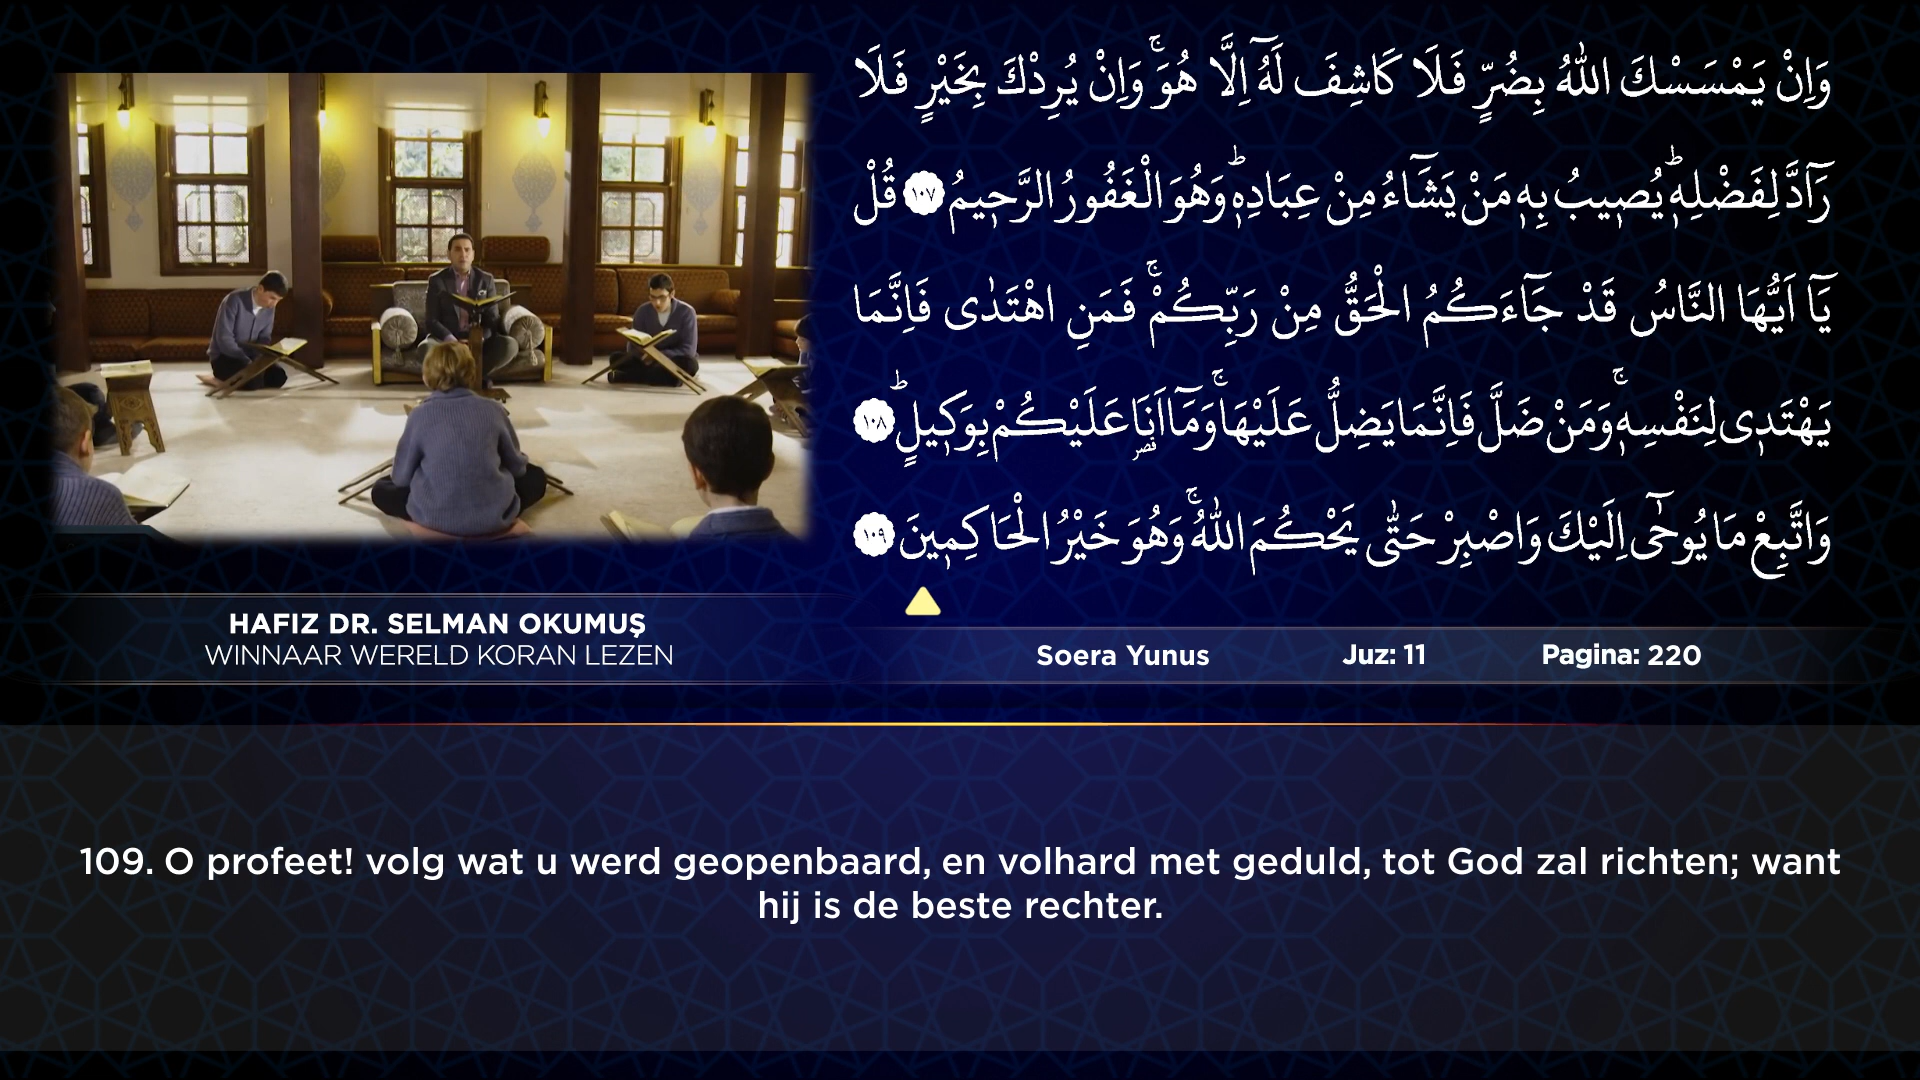 وَاِنْ يَمْسَسْكَ اللّٰهُ بِضُرٍّ فَلَا كَاشِفَ لَهُٓ اِلَّا هُوَۚ وَاِنْ يُرِدْكَ بِخَيْرٍ فَلَا
رَٓادَّ لِفَضْلِه۪ۜ يُص۪يبُ بِه۪ مَنْ يَشَٓاءُ مِنْ عِبَادِه۪ۜ وَهُوَ الْغَفُورُ الرَّح۪يمُ ﴿١٠٧﴾ قُلْ
يَٓا اَيُّهَا النَّاسُ قَدْ جَٓاءَكُمُ الْحَقُّ مِنْ رَبِّكُمْۚ فَمَنِ اهْتَدٰى فَاِنَّمَا
يَهْتَد۪ي لِنَفْسِه۪ۚ وَمَنْ ضَلَّ فَاِنَّمَا يَضِلُّ عَلَيْهَاۚ وَمَٓا اَنَا۬ عَلَيْكُمْ بِوَك۪يلٍۜ ﴿١٠٨﴾
وَاتَّبِعْ مَا يُوحٰٓى اِلَيْكَ وَاصْبِرْ حَتّٰى يَحْكُمَ اللّٰهُۚ وَهُوَ خَيْرُ الْحَاكِم۪ينَ ﴿١٠٩﴾
HAFIZ DR. SELMAN OKUMUŞ
WINNAAR WERELD KORAN LEZEN
Soera Yunus Juz: 11 Pagina: 220
109. O profeet! volg wat u werd geopenbaard, en volhard met geduld, tot God zal richten; want
hij is de beste rechter.